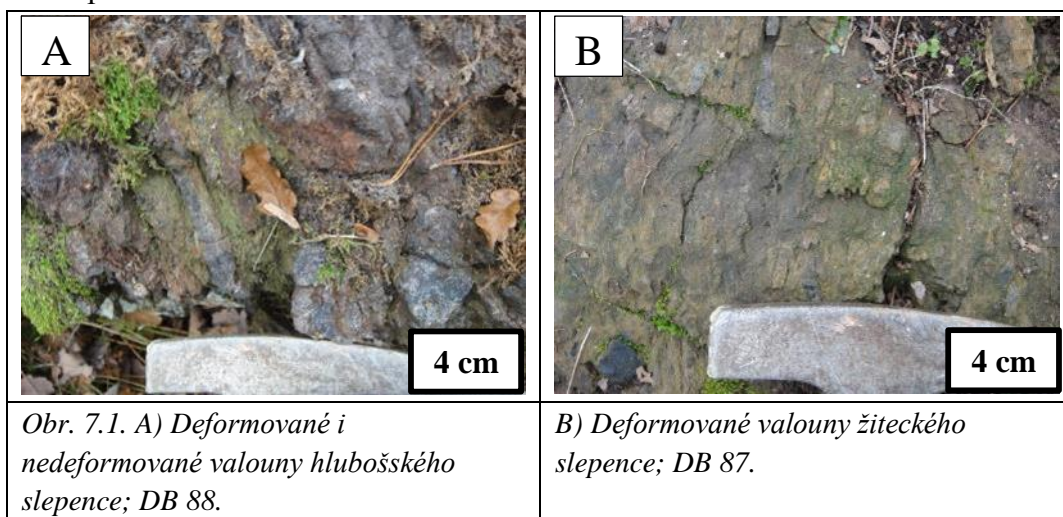 A
B
4 cm
4 cm
Obr. 7.1. A) Deformované i
nedeformované valouny hlubošského
slepence; DB 88.
B) Deformované valouny žiteckého
slepence; DB 87.